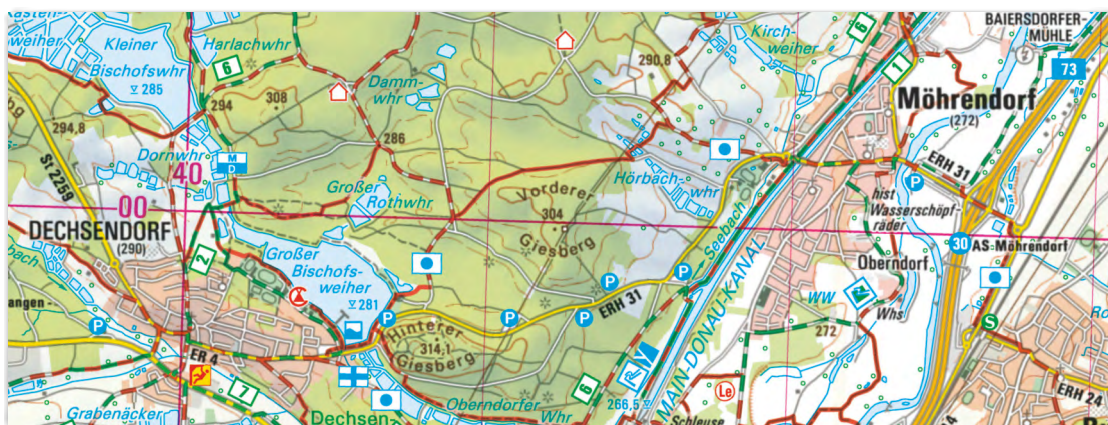 Kleiner
Bischofswhr
285
Harlachwhr
6
308
294
294,8
St 2259
Dornwhr
M
D
40
00
DECHSENDORF
(290)
Damm-
whr
286
Großer
Rothwhr
290,8
Kirch-
weiher
6
1
BAIERSDORFER-
MÜHLE
73
Möhrendorf
(272)
ERH 31
P
hist
Wasserschöpf-
räder
30
AS Möhrendorf
Oberndorf
Hörbach-
whr
Vorderer
304
Giesberg
Seebach
2
Großer
Bischofs-
weiher
281
P
P
P
P
P
ERH 31
Hinterer
314,1
Giesberg
ER 4
7
Grabenäcker
Dechsen-
Oberndorfer
Whr
6
266,5
MAIN-DONAU-KANAL
WW
Whs
272
Le
Schleuse
S
ERH 24